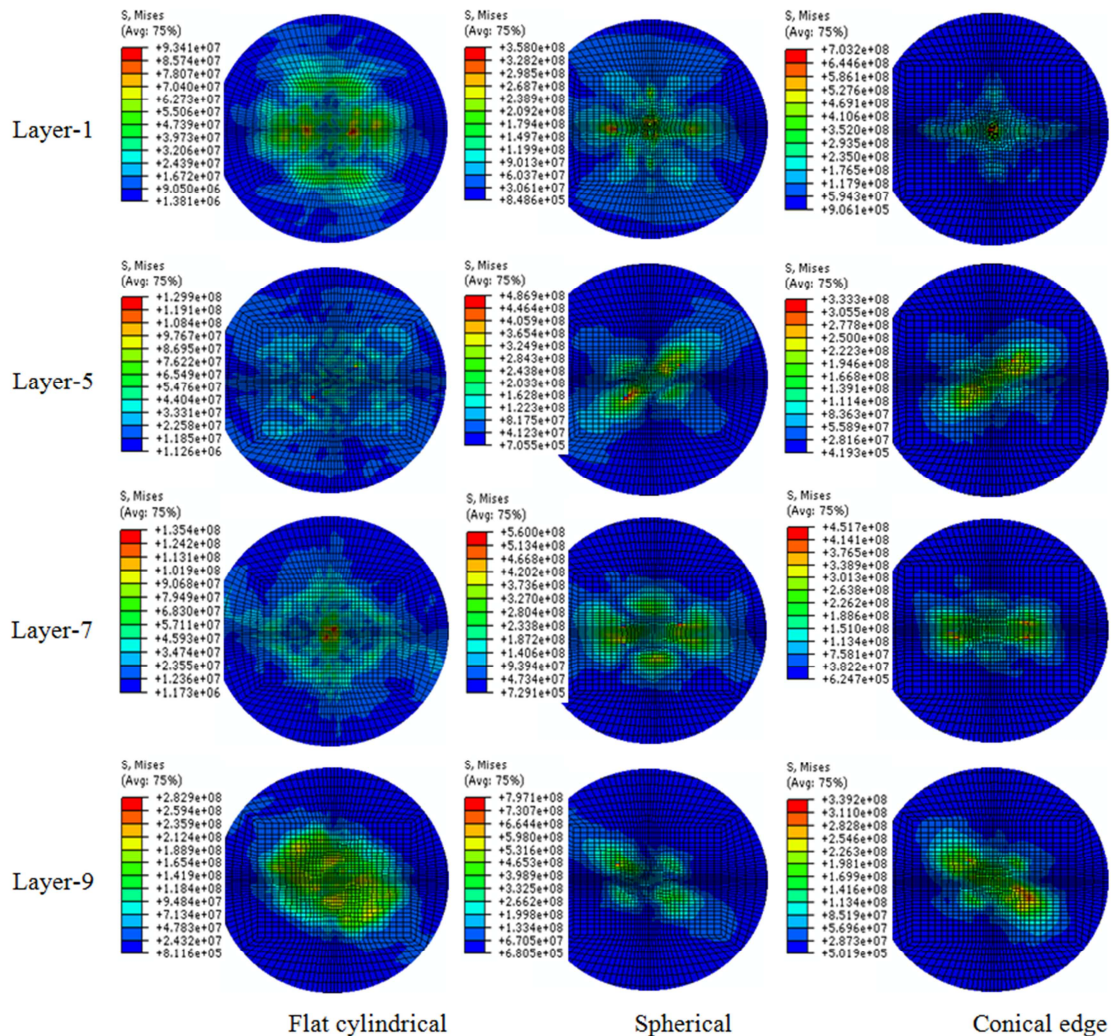 S, Mises
(Avg: 75%)
+9.341e+07
+8.574e+07
+7.807e+07
+7.040e+07
+6.273e+07
+5.506e+07
+4.739e+07
+3.973e+07
+3.206e+07
+2.439e+07
+1.672e+07
+9.050e+06
+1.381e+06
S, Mises
(Avg: 75%)
+3.580e+08
+3.282e+08
+2.985e+08
+2.687e+08
+2.389e+08
+2.092e+08
+1.794e+08
+1.497e+08
+1.199e+08
+9.013e+07
+6.037e+07
+3.061e+07
+8.486e+05
S, Mises
(Avg: 75%)
+7.032e+08
+6.446e+08
+5.861e+08
+5.276e+08
+4.691e+08
+4.106e+08
+3.520e+08
+2.935e+08
+2.350e+08
+1.765e+08
+1.179e+08
+5.943e+07
+9.061e+05
Layer-1
S, Mises
(Avg: 75%)
+1.299e+08
+1.191e+08
+1.084e+08
+9.767e+07
+8.695e+07
+7.622e+07
+6.549e+07
+5.476e+07
+4.404e+07
+3.331e+07
+2.258e+07
+1.185e+07
+1.126e+06
S, Mises
(Avg: 75%)
+4.869e+08
+4.464e+08
+4.059e+08
+3.654e+08
+3.249e+08
+2.843e+08
+2.438e+08
+2.033e+08
+1.628e+08
+1.223e+08
+8.175e+07
+4.123e+07
+7.055e+05
S, Mises
(Avg: 75%)
+3.333e+08
+3.055e+08
+2.778e+08
+2.500e+08
+2.223e+08
+1.946e+08
+1.668e+08
+1.391e+08
+1.114e+08
+8.363e+07
+5.589e+07
+2.816e+07
+4.193e+05
Layer-5
S, Mises
(Avg: 75%)
+1.354e+08
+1.242e+08
+1.131e+08
+1.019e+08
+9.068e+07
+7.949e+07
+6.830e+07
+5.711e+07
+4.593e+07
+3.474e+07
+2.355e+07
+1.236e+07
+1.173e+06
S, Mises
(Avg: 75%)
+5.600e+08
+5.134e+08
+4.668e+08
+4.202e+08
+3.736e+08
+3.270e+08
+2.804e+08
+2.338e+08
+1.872e+08
+1.406e+08
+9.394e+07
+4.734e+07
+7.291e+05
S, Mises
(Avg: 75%)
+4.517e+08
+4.141e+08
+3.765e+08
+3.389e+08
+3.013e+08
+2.638e+08
+2.262e+08
+1.886e+08
+1.510e+08
+1.134e+08
+7.581e+07
+3.822e+07
+6.247e+05
Layer-7
S, Mises
(Avg: 75%)
+2.829e+08
+2.594e+08
+2.359e+08
+2.124e+08
+1.889e+08
+1.654e+08
+1.419e+08
+1.184e+08
+9.484e+07
+7.134e+07
+4.783e+07
+2.432e+07
+8.116e+05
S, Mises
(Avg: 75%)
+7.971e+08
+7.307e+08
+6.644e+08
+5.980e+08
+5.316e+08
+4.653e+08
+3.989e+08
+3.325e+08
+2.662e+08
+1.998e+08
+1.334e+08
+6.705e+07
+6.805e+05
S, Mises
(Avg: 75%)
+3.392e+08
+3.110e+08
+2.828e+08
+2.546e+08
+2.263e+08
+1.981e+08
+1.699e+08
+1.416e+08
+1.134e+08
+8.519e+07
+5.696e+07
+2.873e+07
+5.019e+05
Layer-9
Flat cylindrical
Spherical
Conical edge